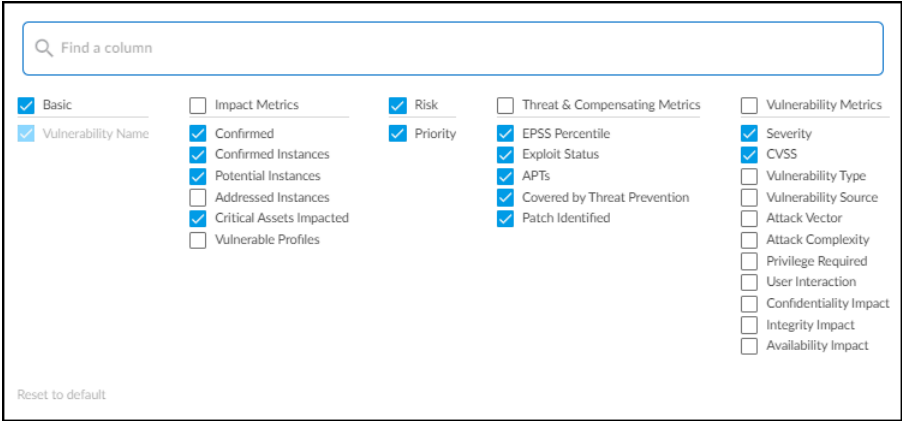 Find a column
Basic
Vulnerability Name
Impact Metrics
Confirmed
Confirmed Instances
Potential Instances
Addressed Instances
Critical Assets Impacted
Vulnerable Profiles
Risk
Priority
Threat & Compensating Metrics
EPSS Percentile
Exploit Status
APTs
Covered by Threat Prevention
Patch Identified
Vulnerability Metrics
Severity
CVSS
Vulnerability Type
Vulnerability Source
Attack Vector
Attack Complexity
Privilege Required
User Interaction
Confidentiality Impact
Integrity Impact
Availability Impact
Reset to default